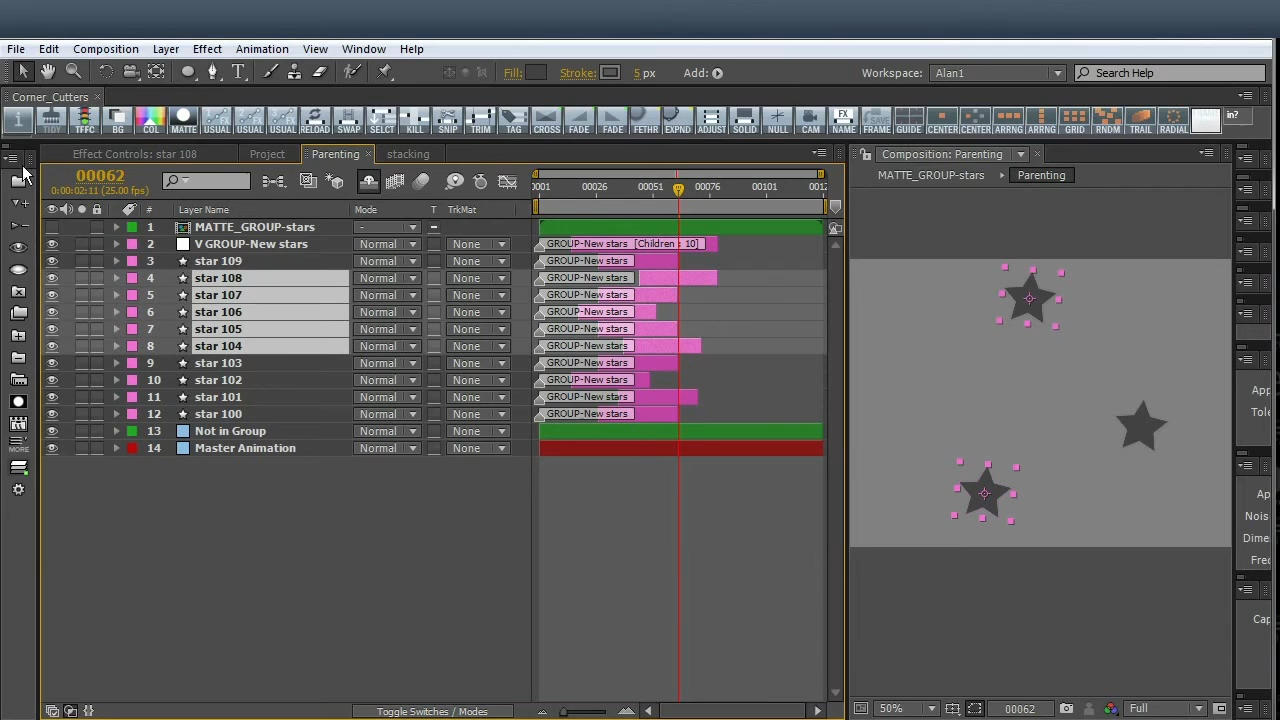 File Edit Composition Layer Effect Animation View Window Help
Fill: Stroke: 5 px Add: Workspace: Alan1 Search Help
Corner_Cutters
TIDY TFFC BG COL MATTE USUAL USUAL USUAL RELOAD SWAP SELCT KILL SNIP TRIM TAG CROSS FADE FADE FETHR EXPND ADJUST SOLID NULL CAM NAME FRAME GUIDE CENTER CENTER ARRNG ARRNG GRID RNDM TRAIL RADIAL in?
Effect Controls: star 108 Project Parenting stacking Composition: Parenting
00062
0:00:02:11 (25.00 fps)
MATTE_GROUP-stars Parenting
0001 00026 00051 00076 00101 0012
# Layer Name Mode T TrkMat
1 MATTE_GROUP-stars -
2 V GROUP-New stars Normal None GROUP-New stars [Children : 10]
3 star 109 Normal None GROUP-New stars
4 star 108 Normal None GROUP-New stars
5 star 107 Normal None GROUP-New stars
6 star 106 Normal None GROUP-New stars
7 star 105 Normal None GROUP-New stars
8 star 104 Normal None GROUP-New stars
9 star 103 Normal None GROUP-New stars
10 star 102 Normal None GROUP-New stars
11 star 101 Normal None GROUP-New stars
12 star 100 Normal None GROUP-New stars
13 Not in Group Normal None
14 Master Animation Normal None
MORE
App
Tole
Ap
Nois
Dime
Fred
Cap
Toggle Switches / Modes
50% 00062 Full